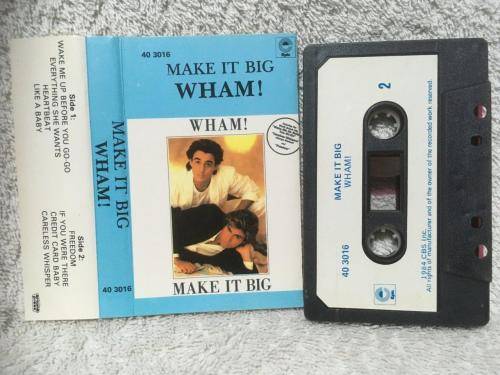 Side 1:
WAKE ME UP BEFORE YOU GO-GO
EVERYTHING SHE WANTS
HEARTBEAT
LIKE A BABY
Side 2:
FREEDOM
IF YOU WERE THERE
CREDIT CARD BABY
CARELESS WHISPER
MAKE IT BIG
WHAM!
40 3016
40 3016
Epic
MAKE IT BIG
WHAM!
WHAM!
MAKE IT BIG
2
MAKE IT BIG
WHAM!
40 3016
1984 CBS Inc.
All rights of manufacturer and of the owner of the recorded work reserved.